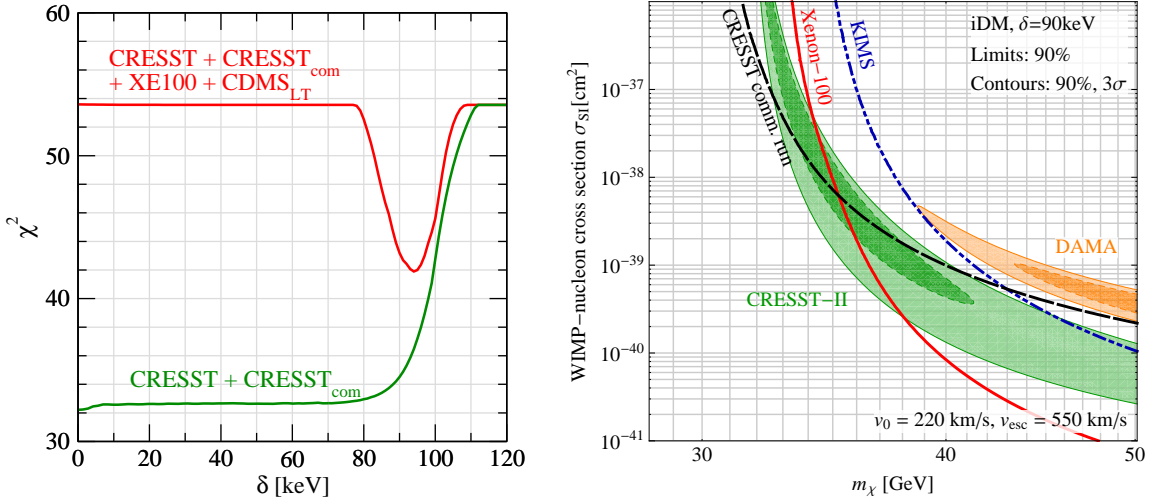 60
50
40
30
χ²
CRESST + CRESST_com
+ XE100 + CDMS_LT
CRESST + CRESST_com
0 20 40 60 80 100 120
δ [keV]
WIMP−nucleon cross section σ_SI [cm²]
10⁻³⁷
10⁻³⁸
10⁻³⁹
10⁻⁴⁰
10⁻⁴¹
CRESST comm. run
Xenon−100
KIMS
iDM, δ=90keV
Limits: 90%
Contours: 90%, 3σ
DAMA
CRESST−II
v₀ = 220 km/s, v_esc = 550 km/s
30 40 50
m_χ [GeV]